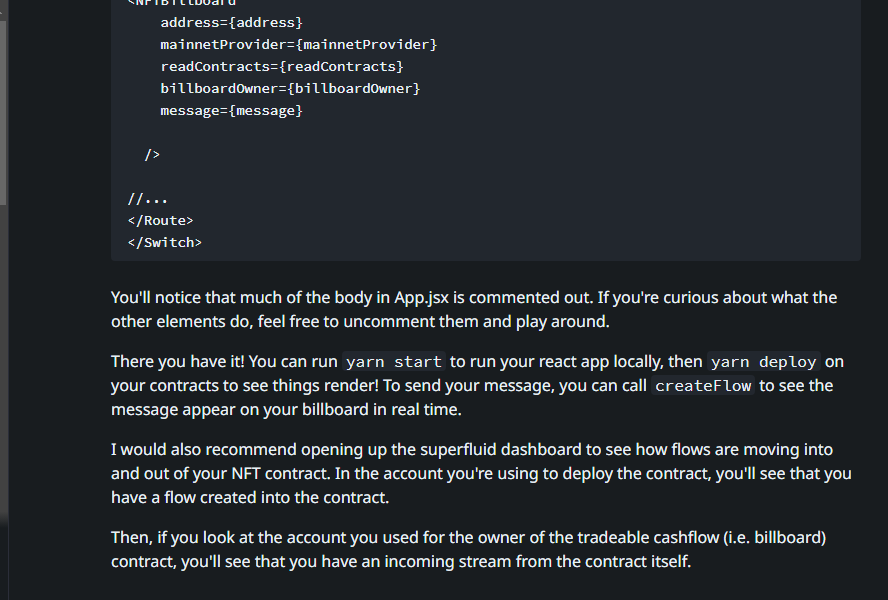 <NFTBillboard
address={address}
mainnetProvider={mainnetProvider}
readContracts={readContracts}
billboardOwner={billboardOwner}
message={message}
/>
//...
</Route>
</Switch>
You'll notice that much of the body in App.jsx is commented out. If you're curious about what the
other elements do, feel free to uncomment them and play around.
There you have it! You can run yarn start to run your react app locally, then yarn deploy on
your contracts to see things render! To send your message, you can call createFlow to see the
message appear on your billboard in real time.
I would also recommend opening up the superfluid dashboard to see how flows are moving into
and out of your NFT contract. In the account you're using to deploy the contract, you'll see that you
have a flow created into the contract.
Then, if you look at the account you used for the owner of the tradeable cashflow (i.e. billboard)
contract, you'll see that you have an incoming stream from the contract itself.